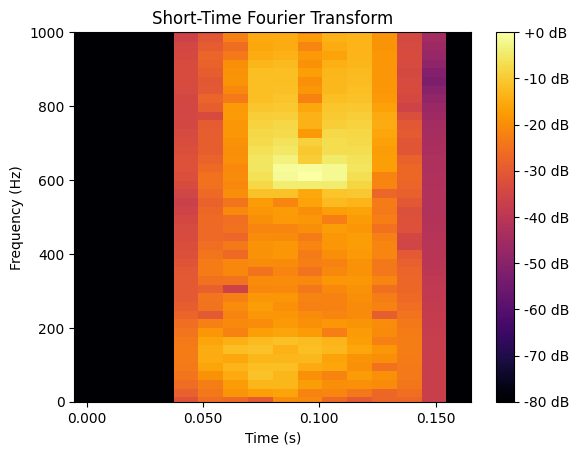 Short-Time Fourier Transform
1000
800
600
400
200
0
Frequency (Hz)
0.000
0.050
0.100
0.150
Time (s)
+0 dB
-10 dB
-20 dB
-30 dB
-40 dB
-50 dB
-60 dB
-70 dB
-80 dB